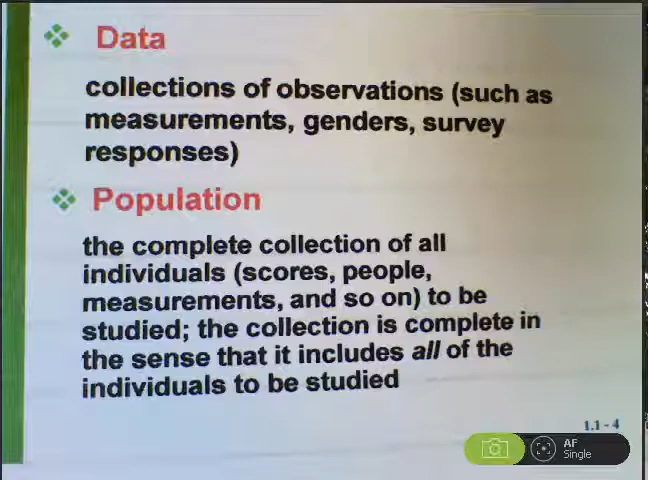 Data
collections of observations (such as
measurements, genders, survey
responses)
Population
the complete collection of all
individuals (scores, people,
measurements, and so on) to be
studied; the collection is complete in
the sense that it includes all of the
individuals to be studied
1.1 - 4
AF
Single